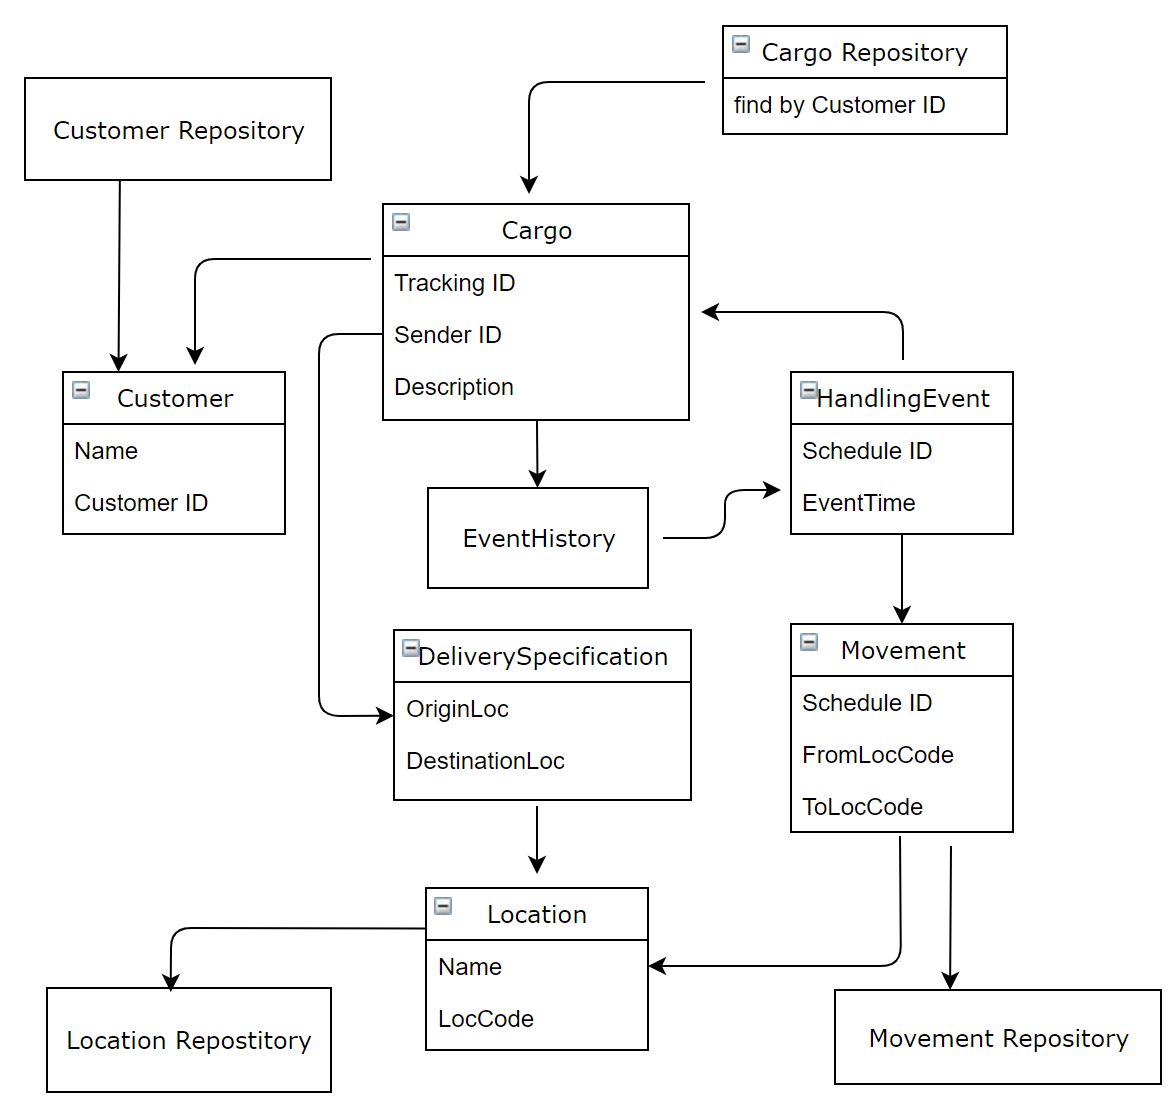 Cargo Repository
find by Customer ID
Customer Repository
Cargo
Tracking ID
Sender ID
Description
Customer
Name
Customer ID
HandlingEvent
Schedule ID
EventTime
EventHistory
DeliverySpecification
OriginLoc
DestinationLoc
Movement
Schedule ID
FromLocCode
ToLocCode
Location
Name
LocCode
Location Repostitory
Movement Repository